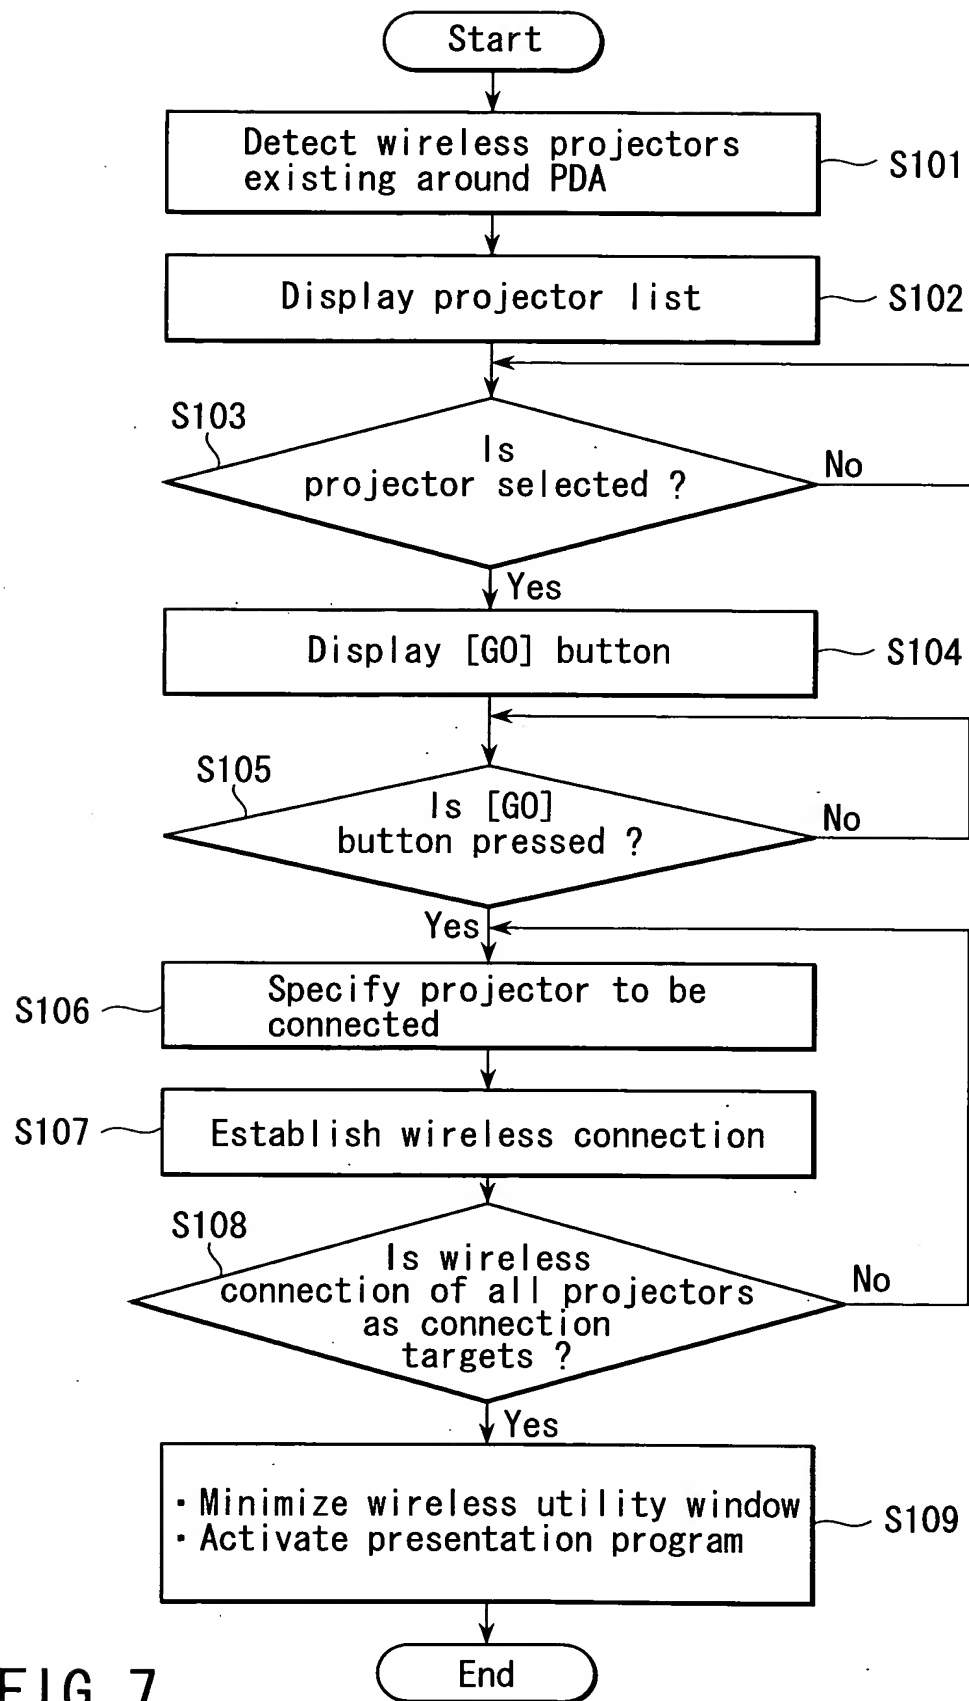 Start
Detect wireless projectors
existing around PDA
S101
Display projector list
S102
S103
Is
projector selected ?
No
Yes
Display [GO] button
S104
S105
Is [GO]
button pressed ?
No
Yes
S106
Specify projector to be
connected
S107
Establish wireless connection
S108
Is wireless
connection of all projectors
as connection
targets ?
No
Yes
· Minimize wireless utility window
· Activate presentation program
S109
End
FIG. 7